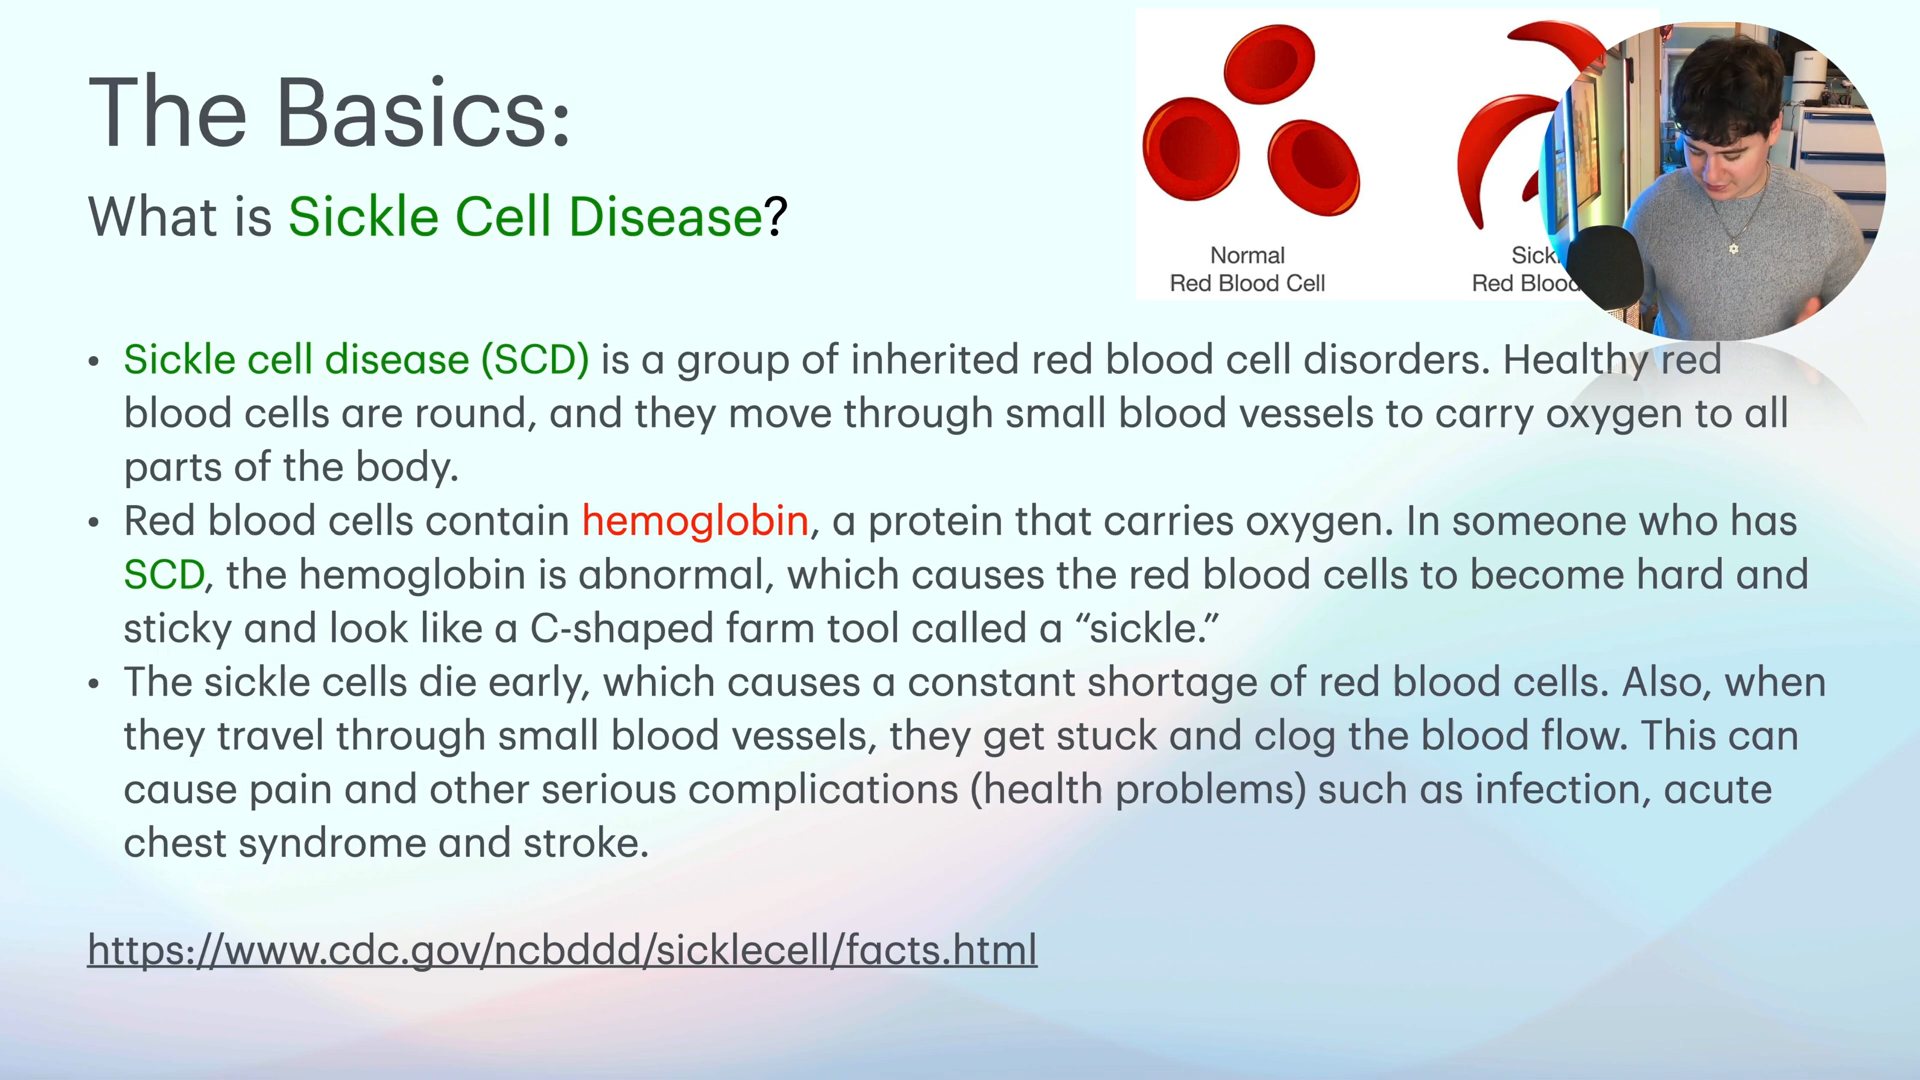 The Basics:
What is Sickle Cell Disease?
Normal
Red Blood Cell
Red Blood
• Sickle cell disease (SCD) is a group of inherited red blood cell disorders. Healthy red
blood cells are round, and they move through small blood vessels to carry oxygen to all
parts of the body.
• Red blood cells contain hemoglobin, a protein that carries oxygen. In someone who has
SCD, the hemoglobin is abnormal, which causes the red blood cells to become hard and
sticky and look like a C-shaped farm tool called a “sickle.”
• The sickle cells die early, which causes a constant shortage of red blood cells. Also, when
they travel through small blood vessels, they get stuck and clog the blood flow. This can
cause pain and other serious complications (health problems) such as infection, acute
chest syndrome and stroke.
https://www.cdc.gov/ncbddd/sicklecell/facts.html